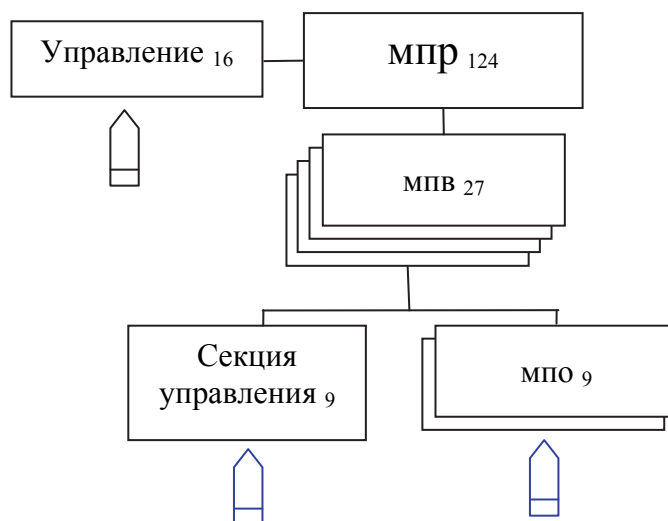 Управление 16
мпр 124
мпв 27
Секция
управления 9
мпо 9